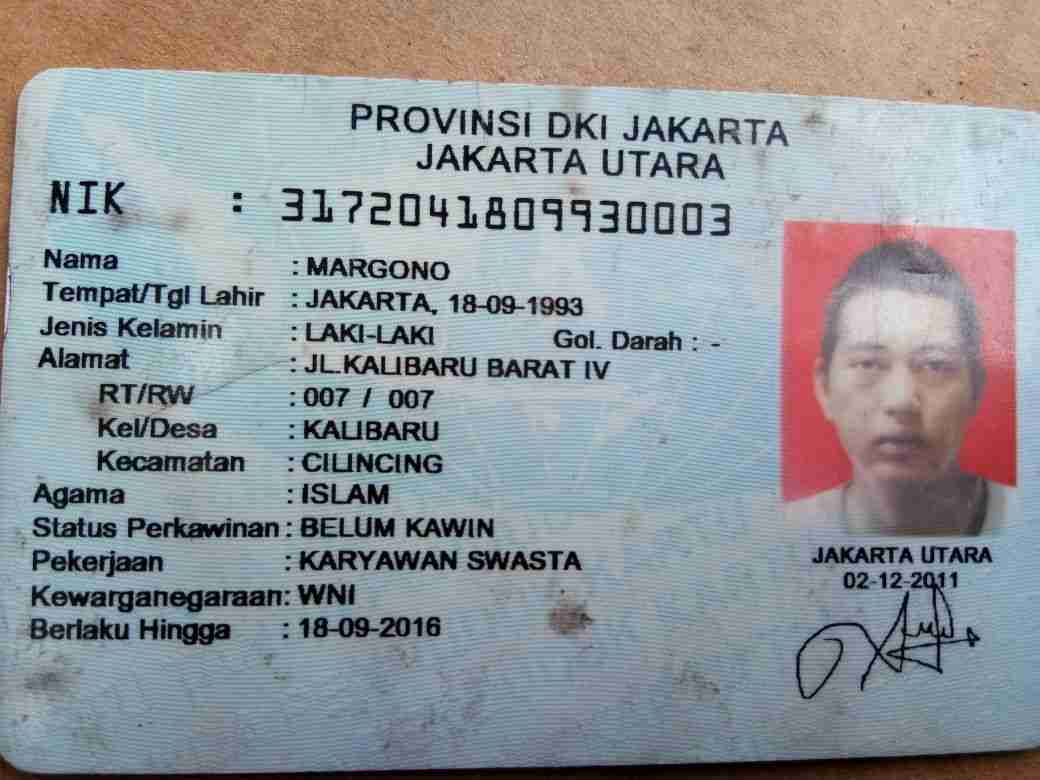 PROVINSI DKI JAKARTA
JAKARTA UTARA
NIK : 3172041809930003
Nama : MARGONO
Tempat/Tgl Lahir : JAKARTA, 18-09-1993
Jenis Kelamin : LAKI-LAKI Gol. Darah : -
Alamat : JL.KALIBARU BARAT IV
RT/RW : 007 / 007
Kel/Desa : KALIBARU
Kecamatan : CILINCING
Agama : ISLAM
Status Perkawinan : BELUM KAWIN
Pekerjaan : KARYAWAN SWASTA
Kewarganegaraan : WNI
Berlaku Hingga : 18-09-2016
JAKARTA UTARA
02-12-2011